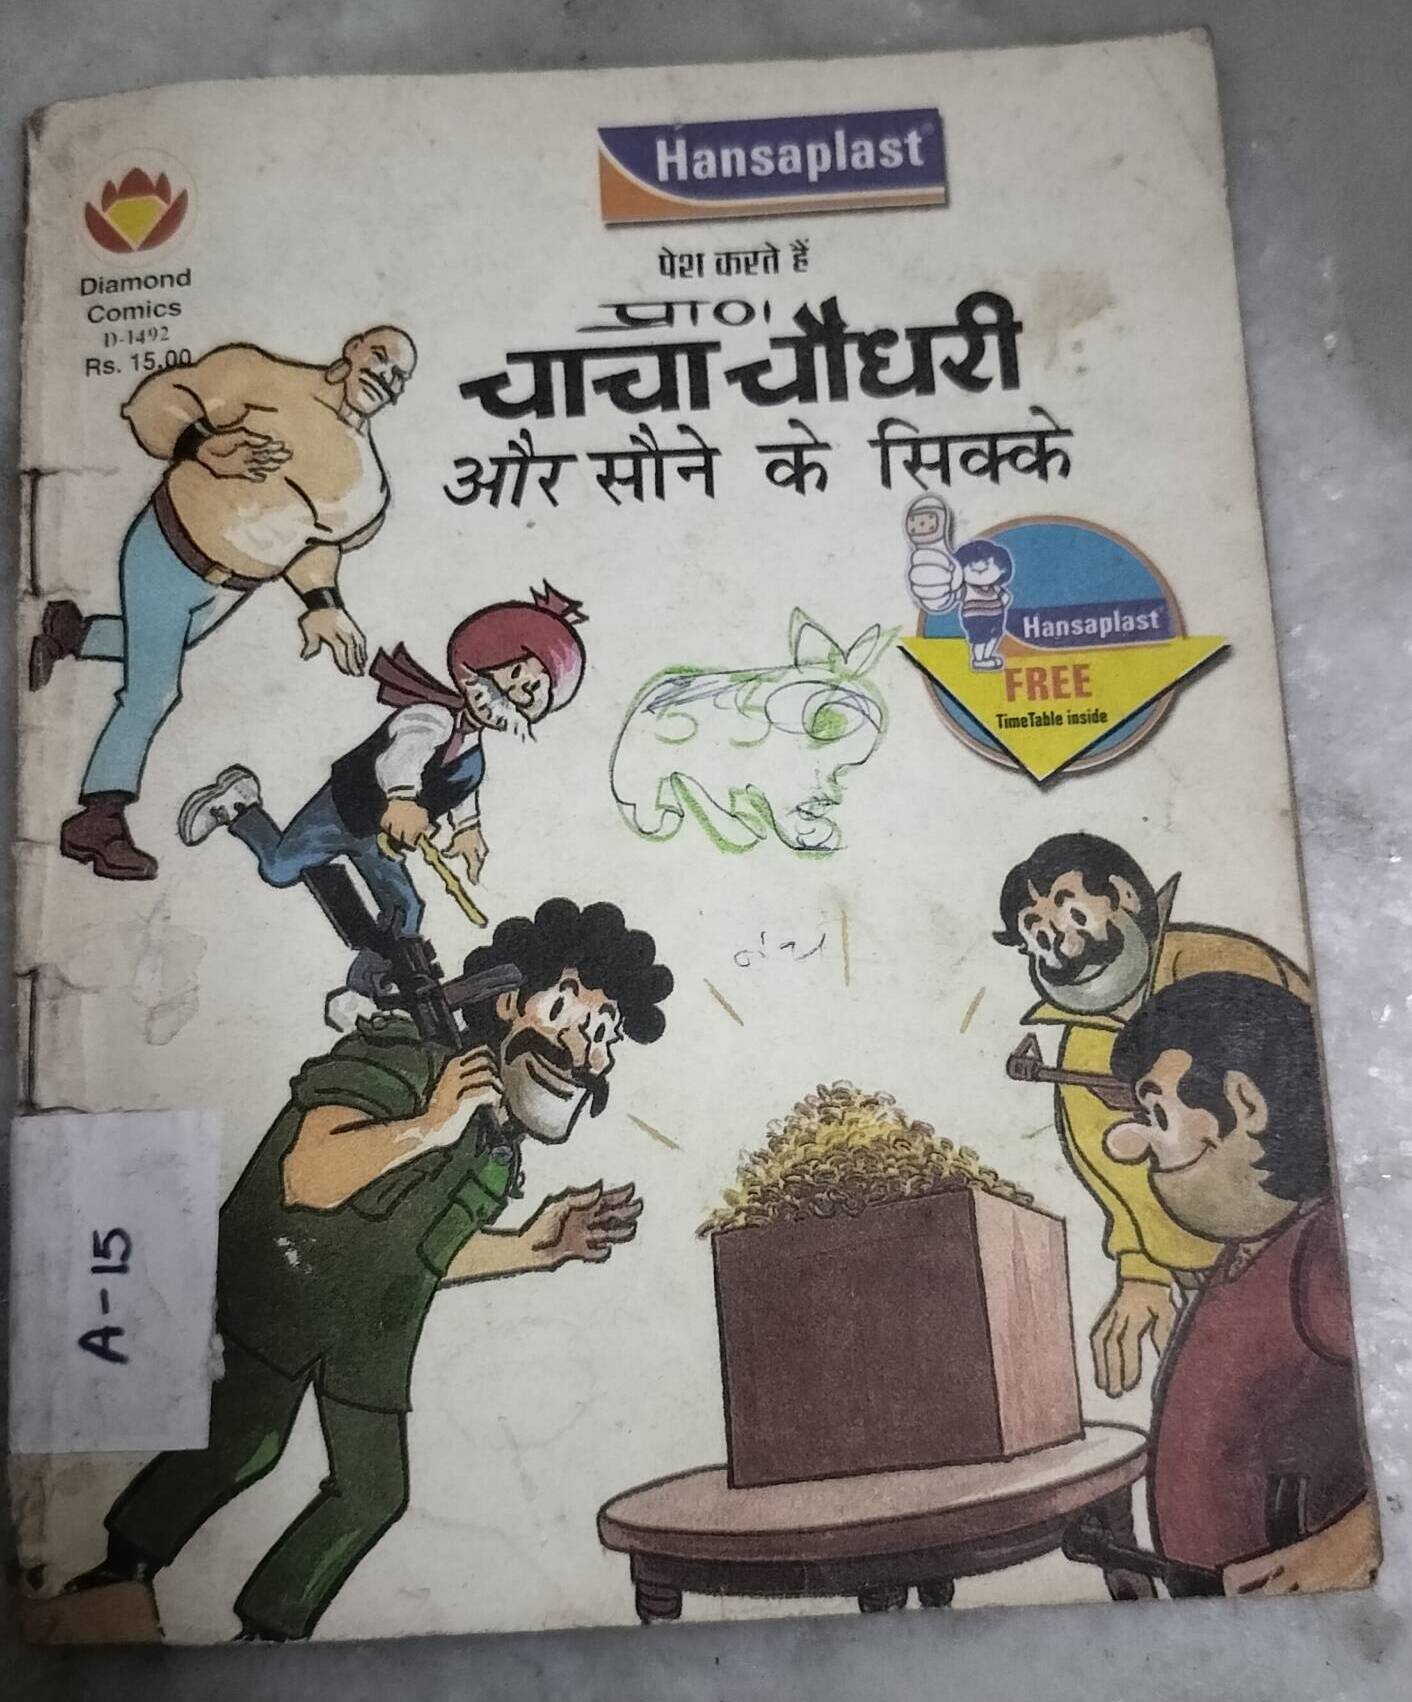 Hansaplast
पेश करते हैं
Diamond
Comics
D-1492
Rs. 15.00
प्राण
चाचा चौधरी
और सौने के सिक्के
Hansaplast
FREE
TimeTable inside
A-15